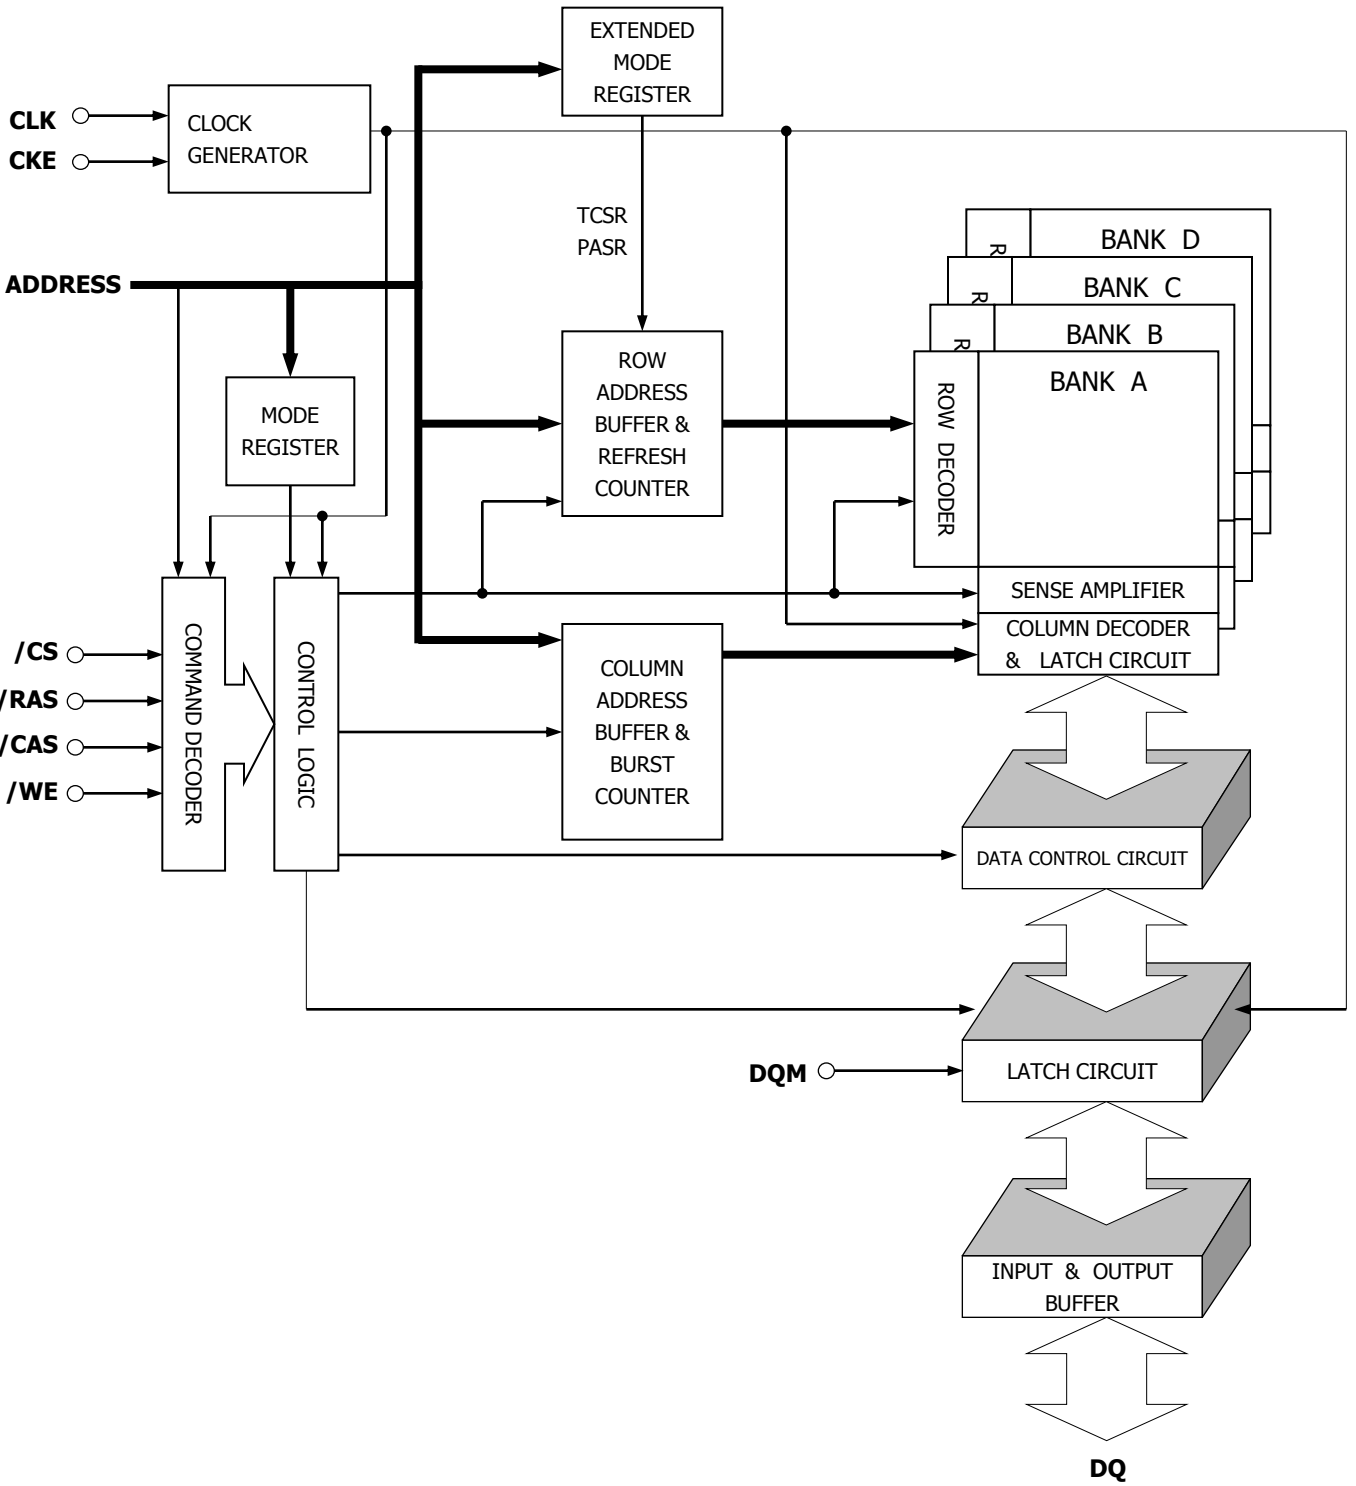 EXTENDED
MODE
REGISTER
CLK
CKE
CLOCK
GENERATOR
TCSR
PASR
ADDRESS
BANK D
R
BANK C
R
BANK B
R
BANK A
ROW DECODER
ROW
ADDRESS
BUFFER &
REFRESH
COUNTER
MODE
REGISTER
SENSE AMPLIFIER
COLUMN DECODER
& LATCH CIRCUIT
/CS
/RAS
/CAS
/WE
COMMAND DECODER
CONTROL LOGIC
COLUMN
ADDRESS
BUFFER &
BURST
COUNTER
DATA CONTROL CIRCUIT
DQM
LATCH CIRCUIT
INPUT & OUTPUT
BUFFER
DQ